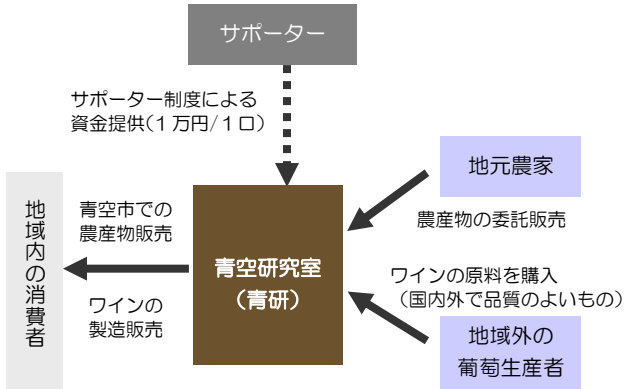 サポーター
サポーター制度による
資金提供(1万円/1口)
地元農家
農産物の委託販売
地域内の消費者
青空市での
農産物販売
ワインの
製造販売
青空研究室
(青研)
ワインの原料を購入
(国内外で品質のよいもの)
地域外の
葡萄生産者